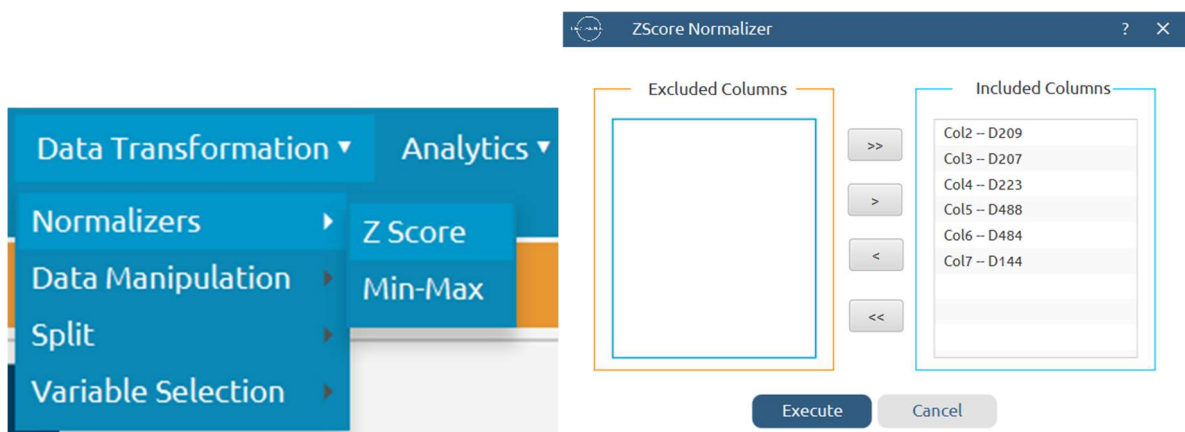 Data Transformation ▾ Analytics ▾
Normalizers
Z Score
Data Manipulation
Min-Max
Split
Variable Selection
ZScore Normalizer ? ×
Excluded Columns
Included Columns
Col2 -- D209
Col3 -- D207
Col4 -- D223
Col5 -- D488
Col6 -- D484
Col7 -- D144
>>
>
<
<<
Execute Cancel